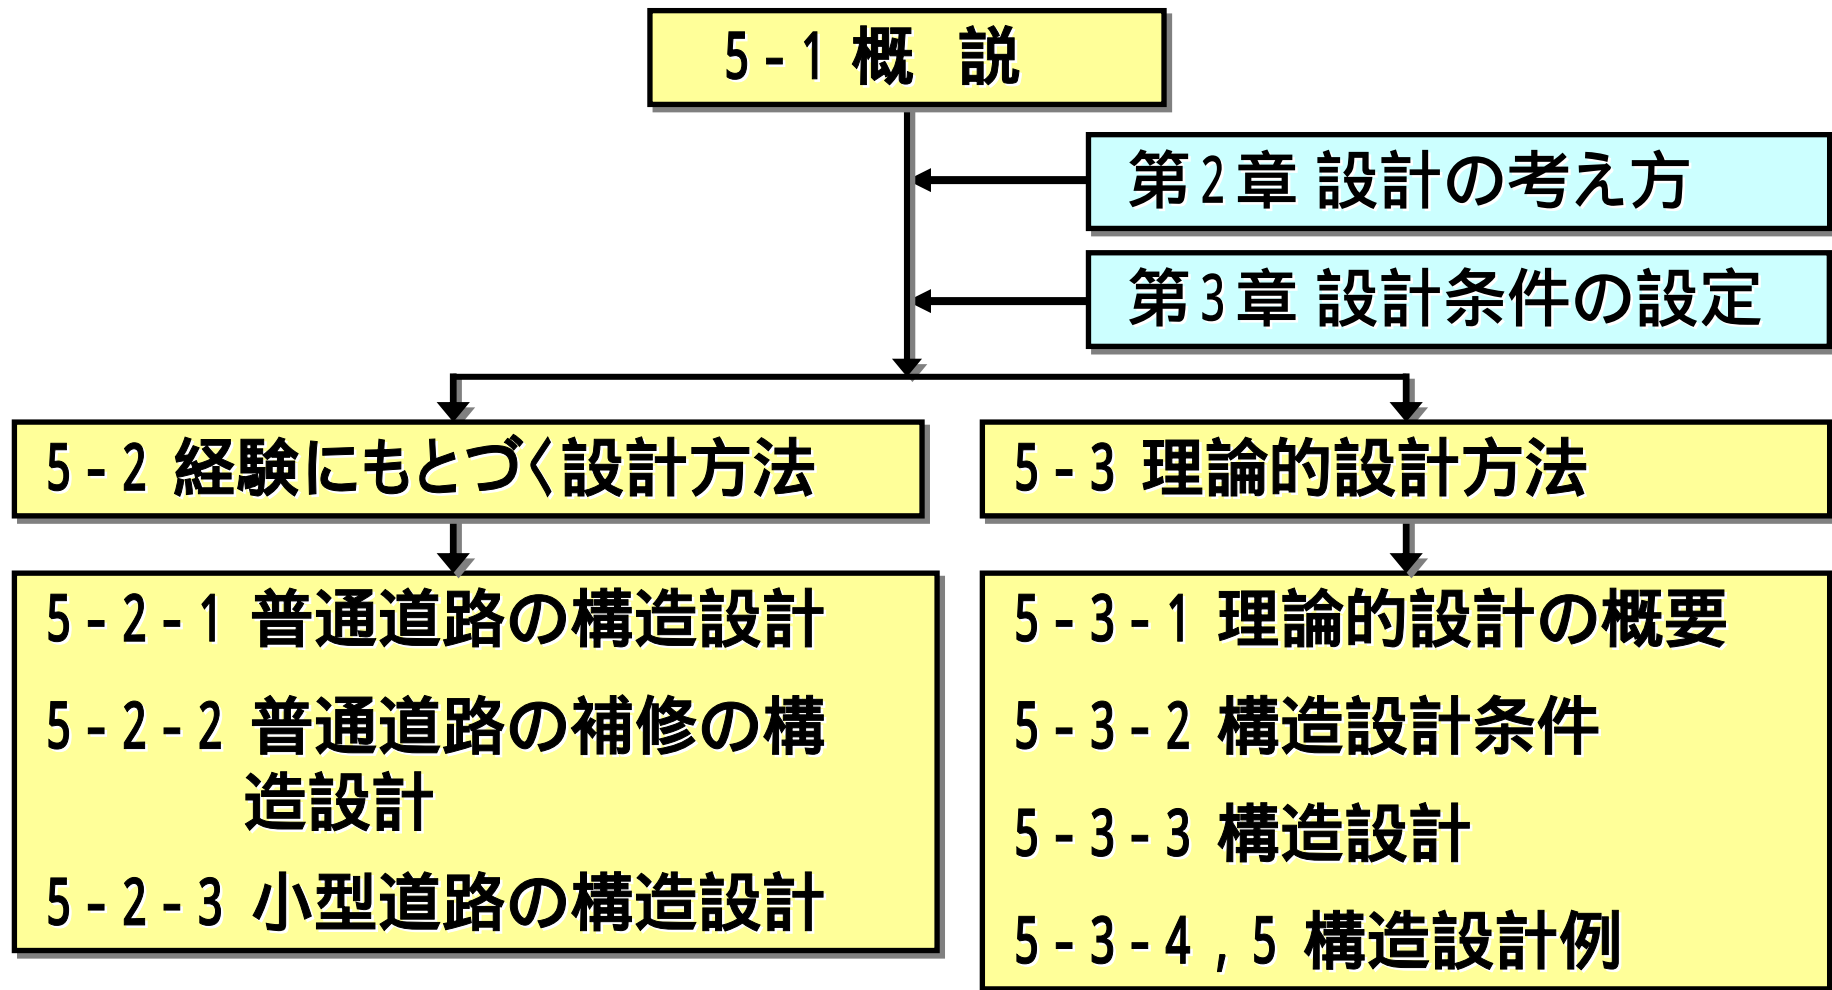 5-1 概 説
第2章 設計の考え方
第3章 設計条件の設定
5-2 経験にもとづく設計方法
5-3 理論的設計方法
5-2-1 普通道路の構造設計
5-2-2 普通道路の補修の構
造設計
5-2-3 小型道路の構造設計
5-3-1 理論的設計の概要
5-3-2 構造設計条件
5-3-3 構造設計
5-3-4,5 構造設計例